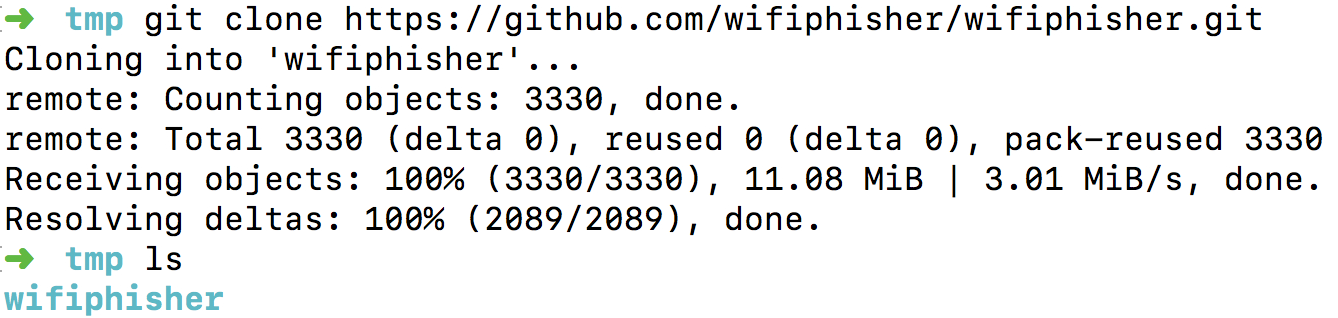 ➜ tmp git clone https://github.com/wifiphisher/wifiphisher.git
Cloning into 'wifiphisher'...
remote: Counting objects: 3330, done.
remote: Total 3330 (delta 0), reused 0 (delta 0), pack-reused 3330
Receiving objects: 100% (3330/3330), 11.08 MiB | 3.01 MiB/s, done.
Resolving deltas: 100% (2089/2089), done.
➜ tmp ls
wifiphisher